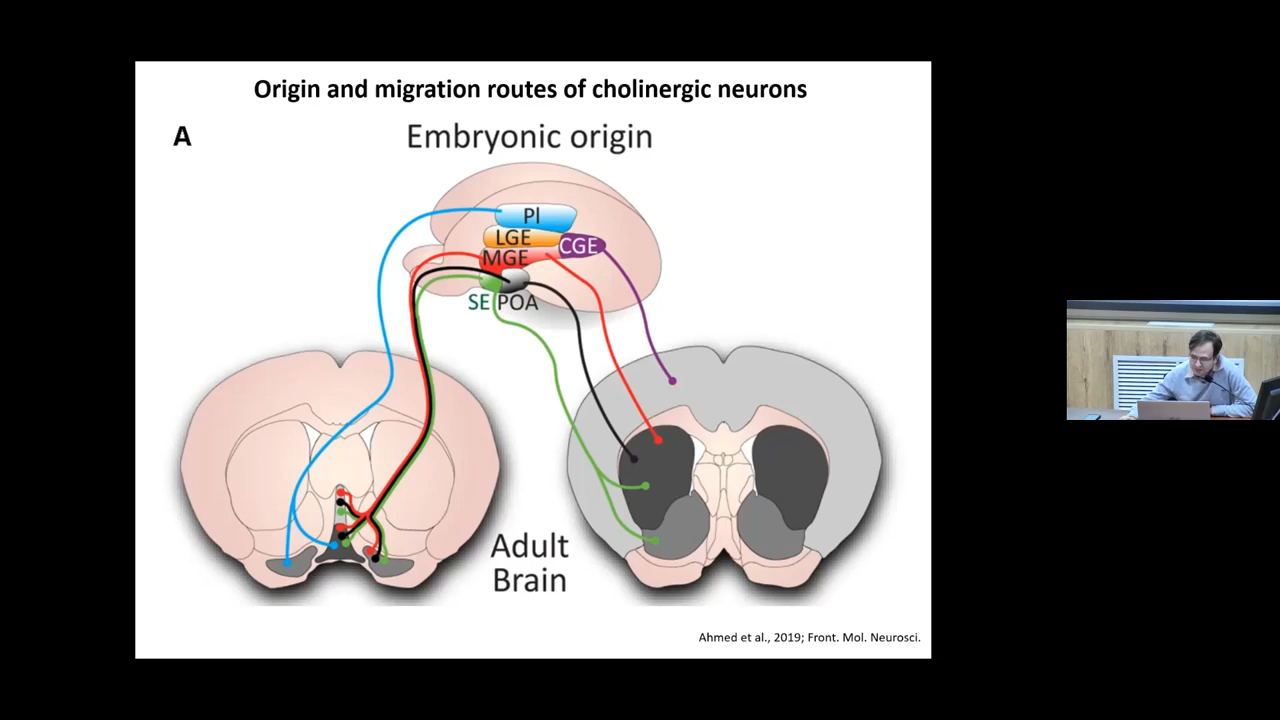 Origin and migration routes of cholinergic neurons
A
Embryonic origin
Pl
LGE
CGE
MGE
SE POA
Adult
Brain
Ahmed et al., 2019; Front. Mol. Neurosci.